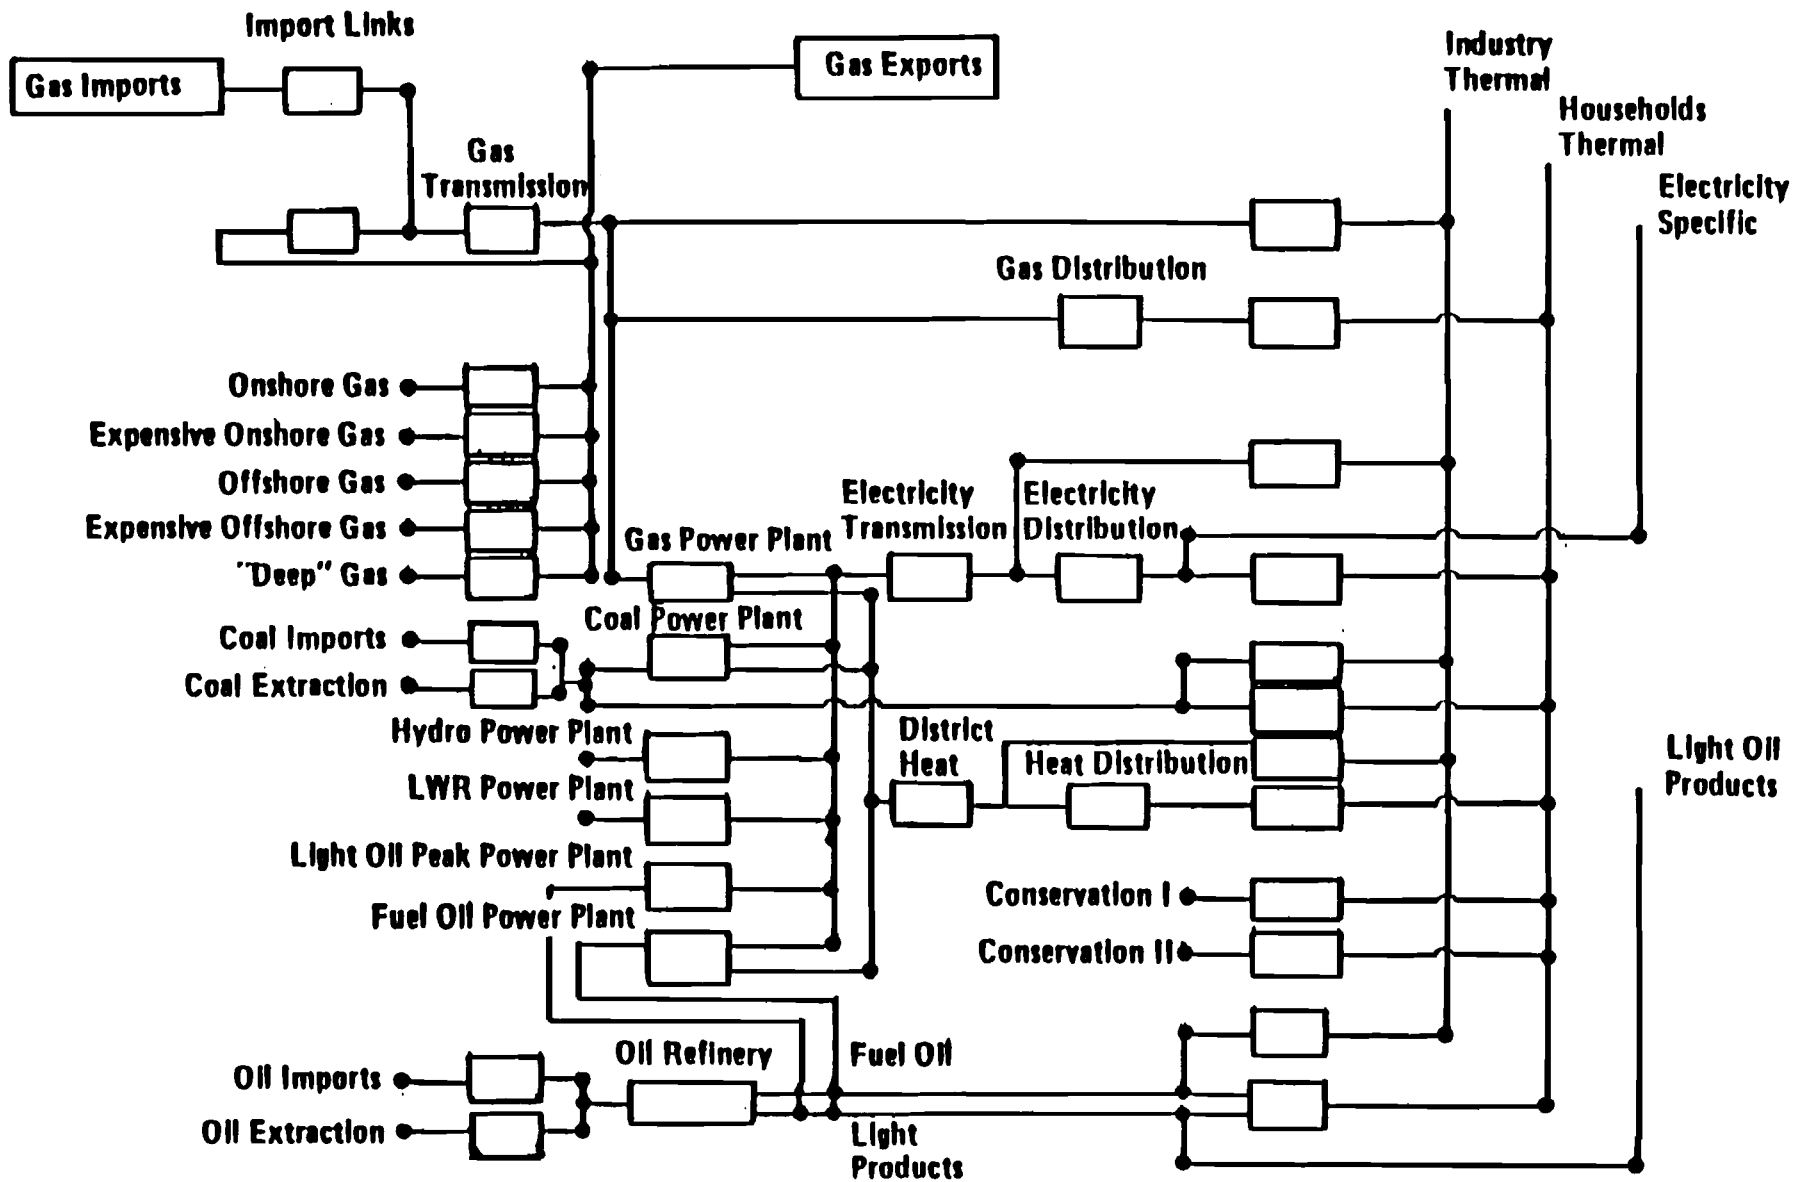 Import Links
Gas Imports
Gas Exports
Industry
Thermal
Households
Thermal
Electricity
Specific
Gas
Transmission
Gas Distribution
Onshore Gas
Expensive Onshore Gas
Offshore Gas
Expensive Offshore Gas
"Deep" Gas
Gas Power Plant
Electricity
Transmission
Electricity
Distribution
Coal Imports
Coal Power Plant
Coal Extraction
Hydro Power Plant
District
Heat
Heat Distribution
Light Oil
Products
LWR Power Plant
Light Oil Peak Power Plant
Fuel Oil Power Plant
Conservation I
Conservation II
Oil Refinery
Fuel Oil
Oil Imports
Oil Extraction
Light
Products